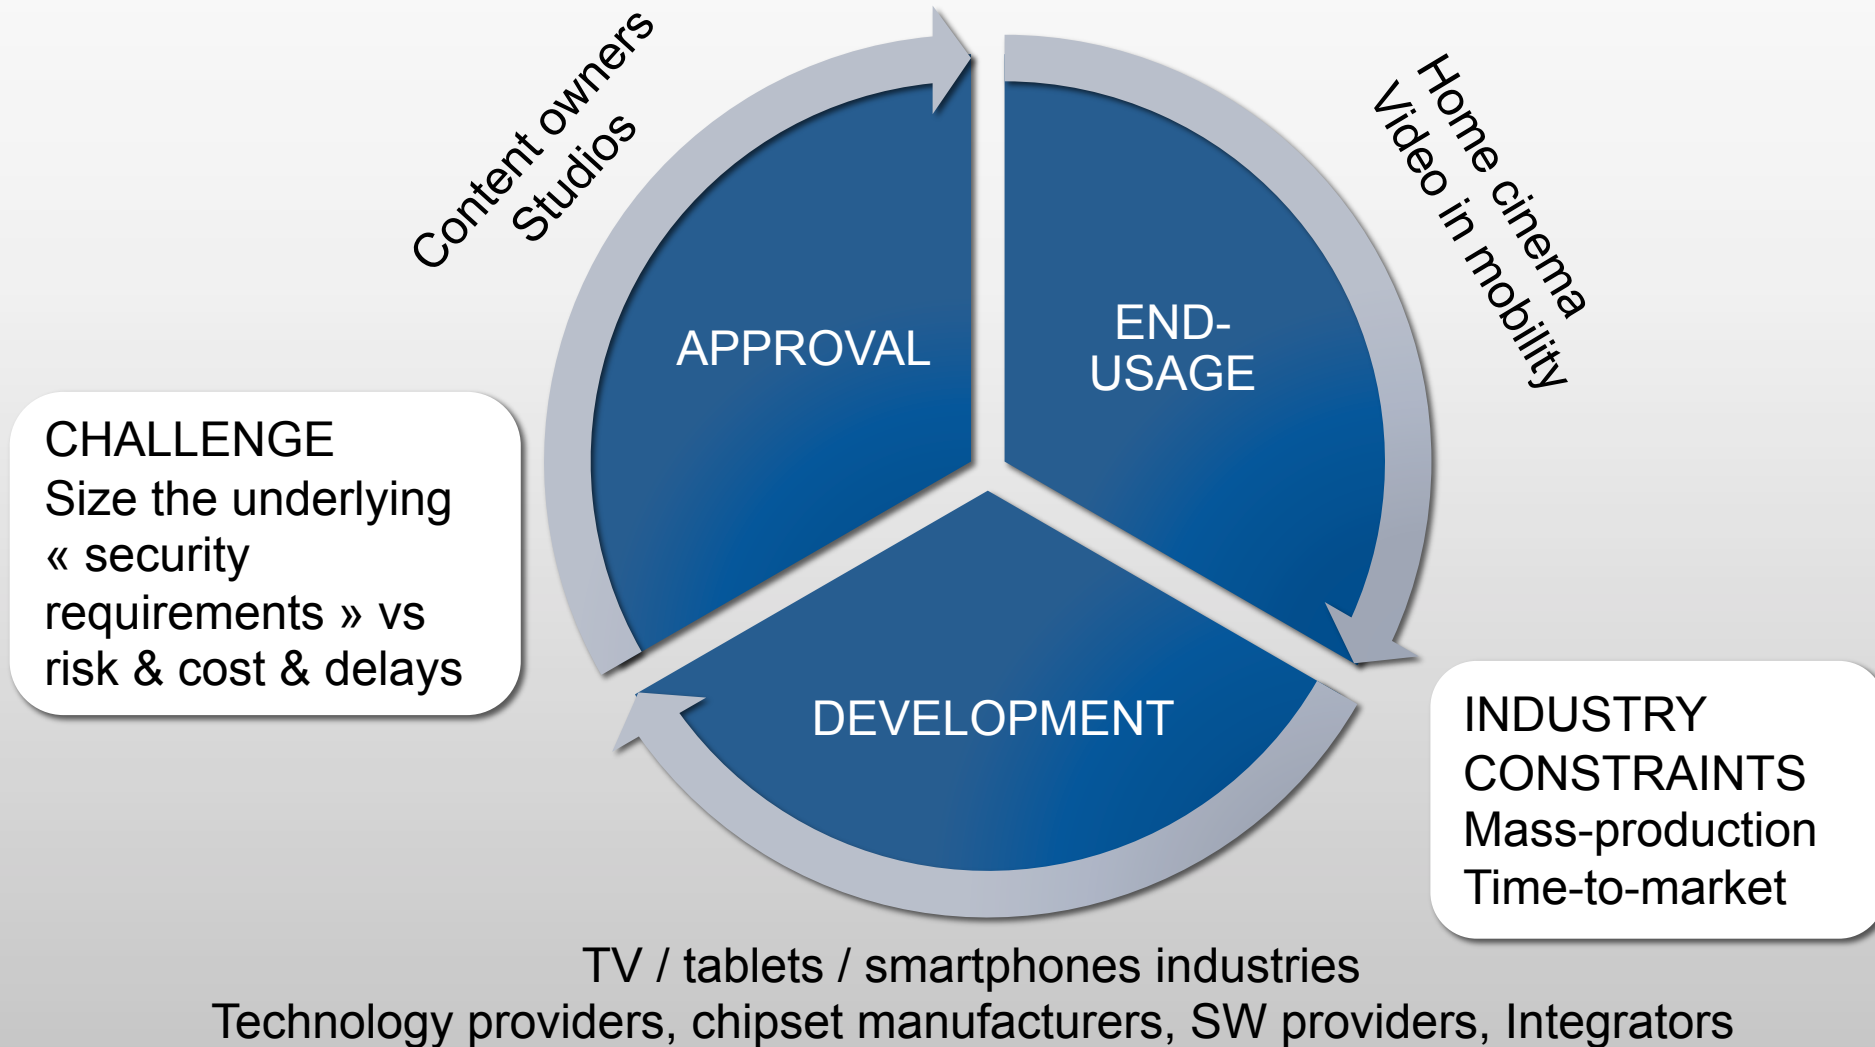 Content owners
Studios
Home cinema
Video in mobility
APPROVAL
END-
USAGE
CHALLENGE
Size the underlying
« security
requirements » vs
risk & cost & delays
DEVELOPMENT
INDUSTRY
CONSTRAINTS
Mass-production
Time-to-market
TV / tablets / smartphones industries
Technology providers, chipset manufacturers, SW providers, Integrators